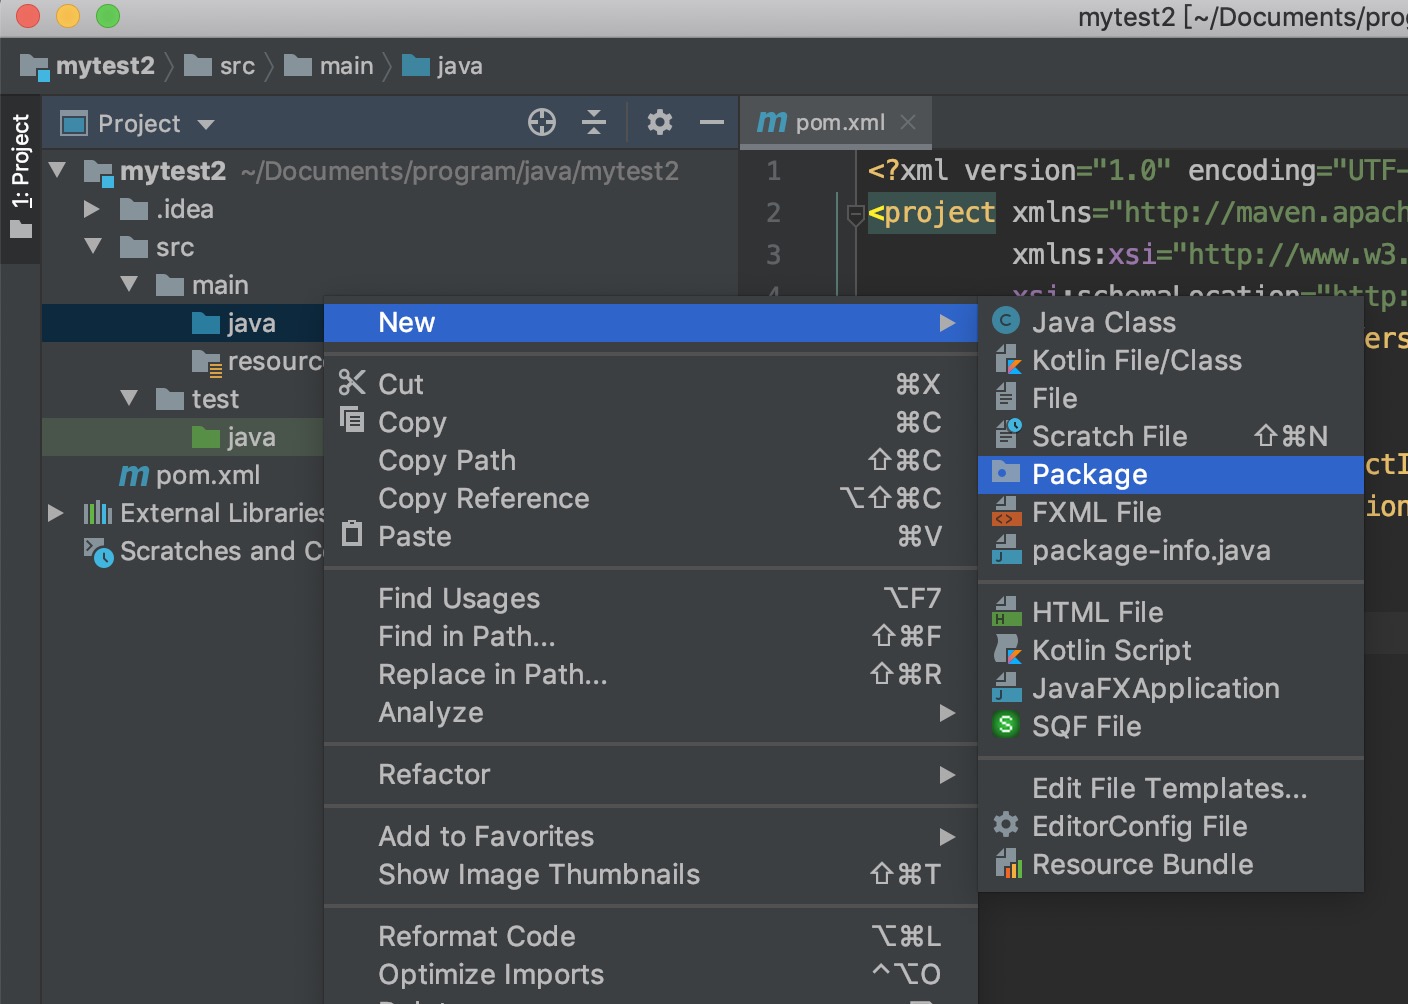 mytest2 [~/Documents/prog
mytest2 src main java
1: Project
Project
pom.xml
mytest2 ~/Documents/program/java/mytest2
.idea
src
main
java
resourc
test
java
pom.xml
External Libraries
Scratches and C
1 <?xml version="1.0" encoding="UTF-
2 <project xmlns="http://maven.apach
3 xmlns:xsi="http://www.w3.
4 xsi:schemaLocation="http:
ers
ctI
ion
New
Cut ⌘X
Copy ⌘C
Copy Path ⇧⌘C
Copy Reference ⌥⇧⌘C
Paste ⌘V
Find Usages ⌥F7
Find in Path... ⇧⌘F
Replace in Path... ⇧⌘R
Analyze
Refactor
Add to Favorites
Show Image Thumbnails ⇧⌘T
Reformat Code ⌥⌘L
Optimize Imports ^⌥O
Java Class
Kotlin File/Class
File
Scratch File ⇧⌘N
Package
FXML File
package-info.java
HTML File
Kotlin Script
JavaFXApplication
SQF File
Edit File Templates...
EditorConfig File
Resource Bundle